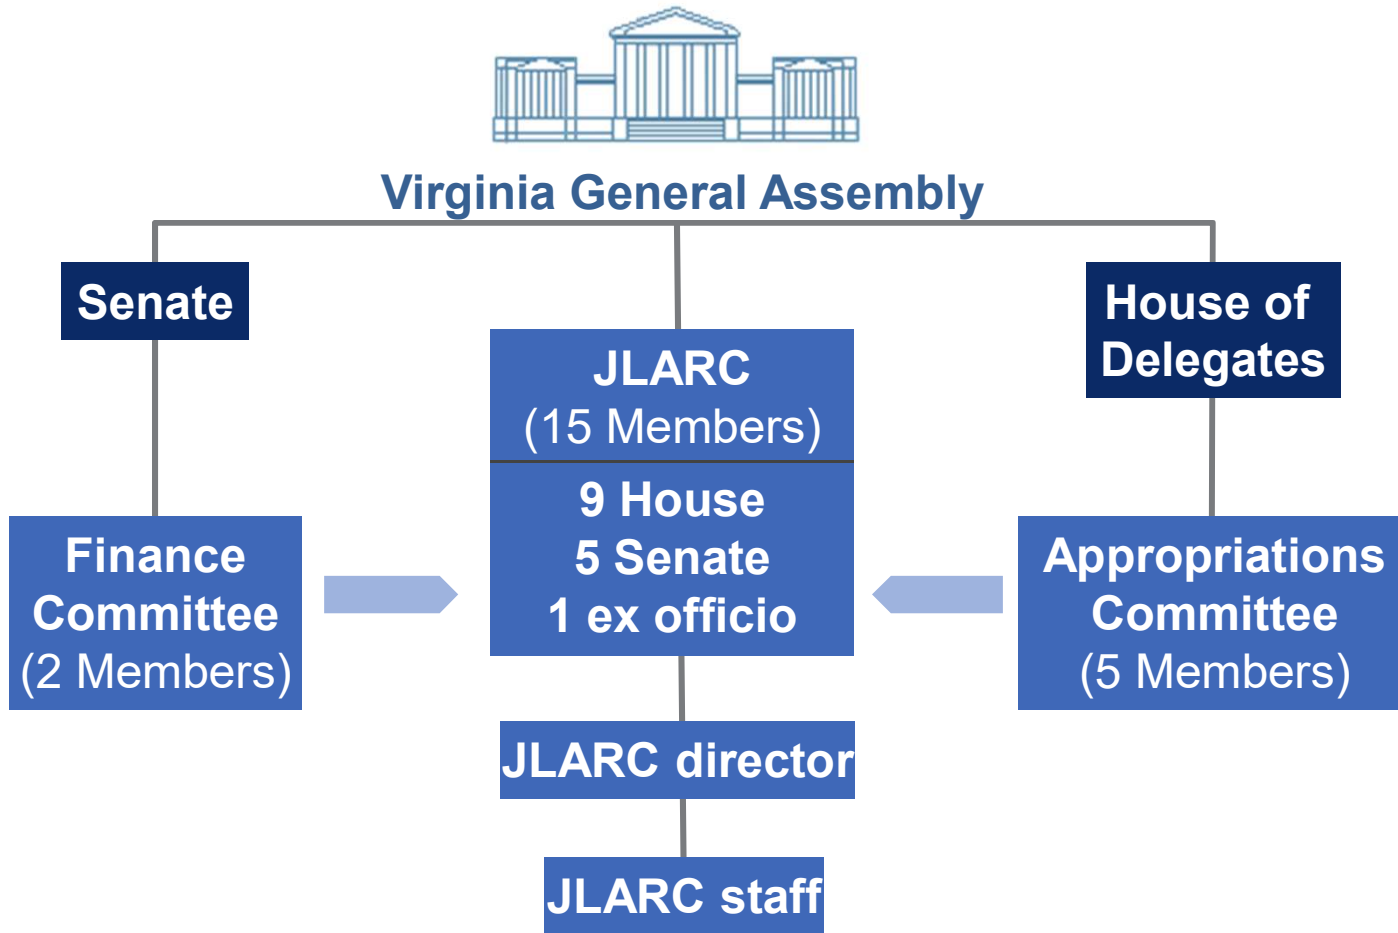 Virginia General Assembly
Senate
House of
Delegates
JLARC
(15 Members)
9 House
5 Senate
1 ex officio
Finance
Committee
(2 Members)
Appropriations
Committee
(5 Members)
JLARC director
JLARC staff